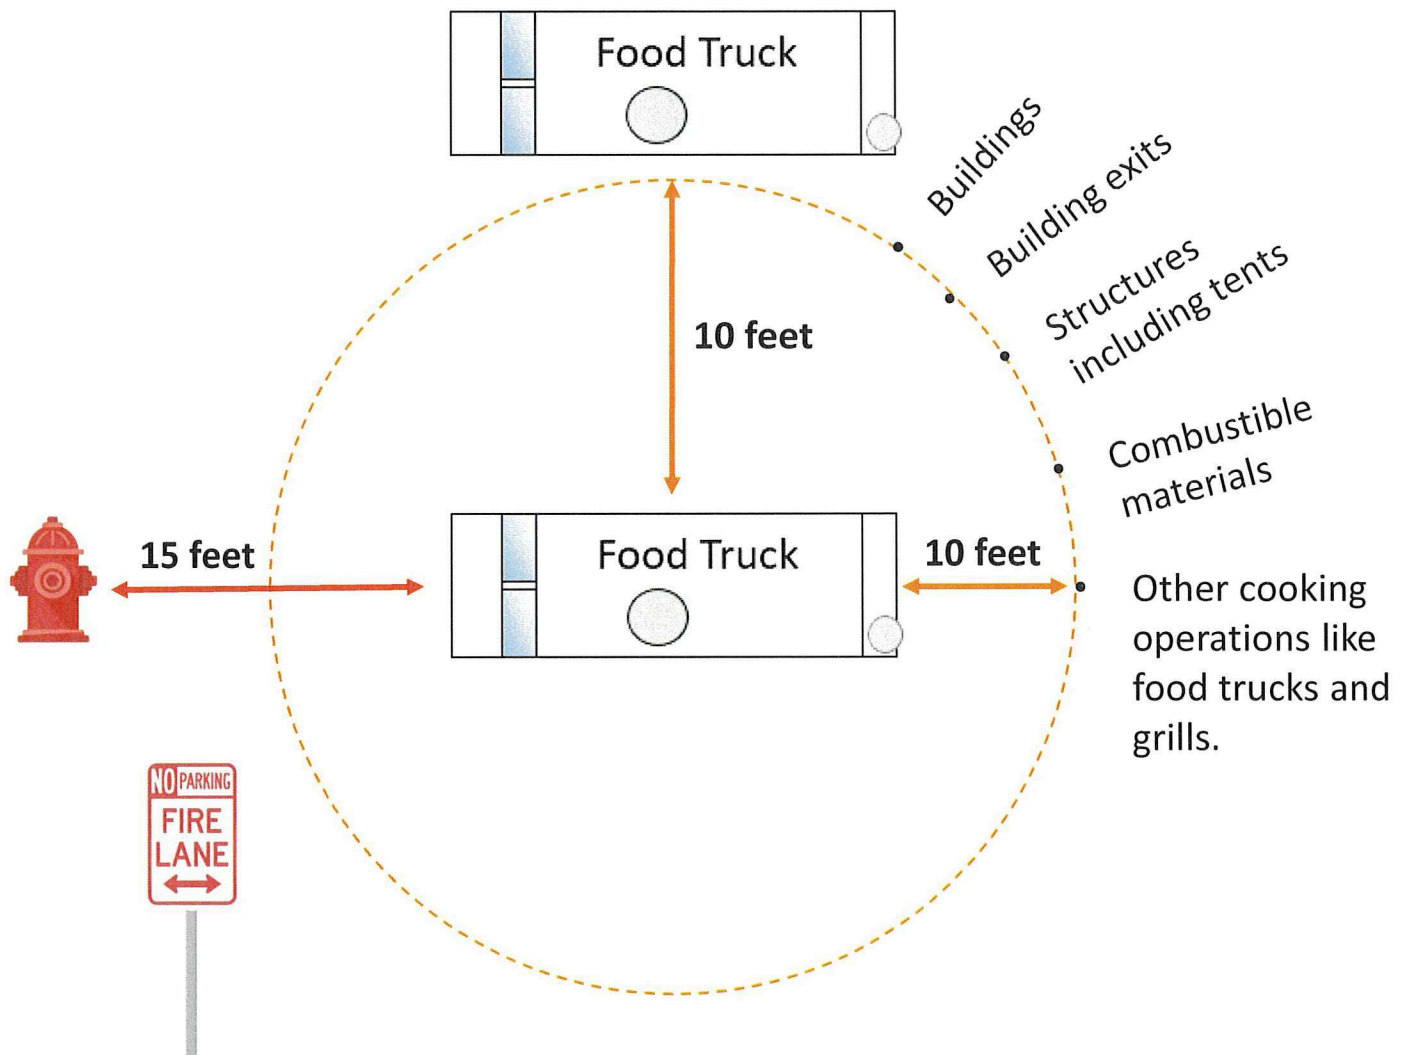 Food Truck
Buildings
Building exits
Structures
including tents
10 feet
Combustible
materials
15 feet
Food Truck
10 feet
Other cooking
operations like
food trucks and
grills.
NO PARKING
FIRE
LANE